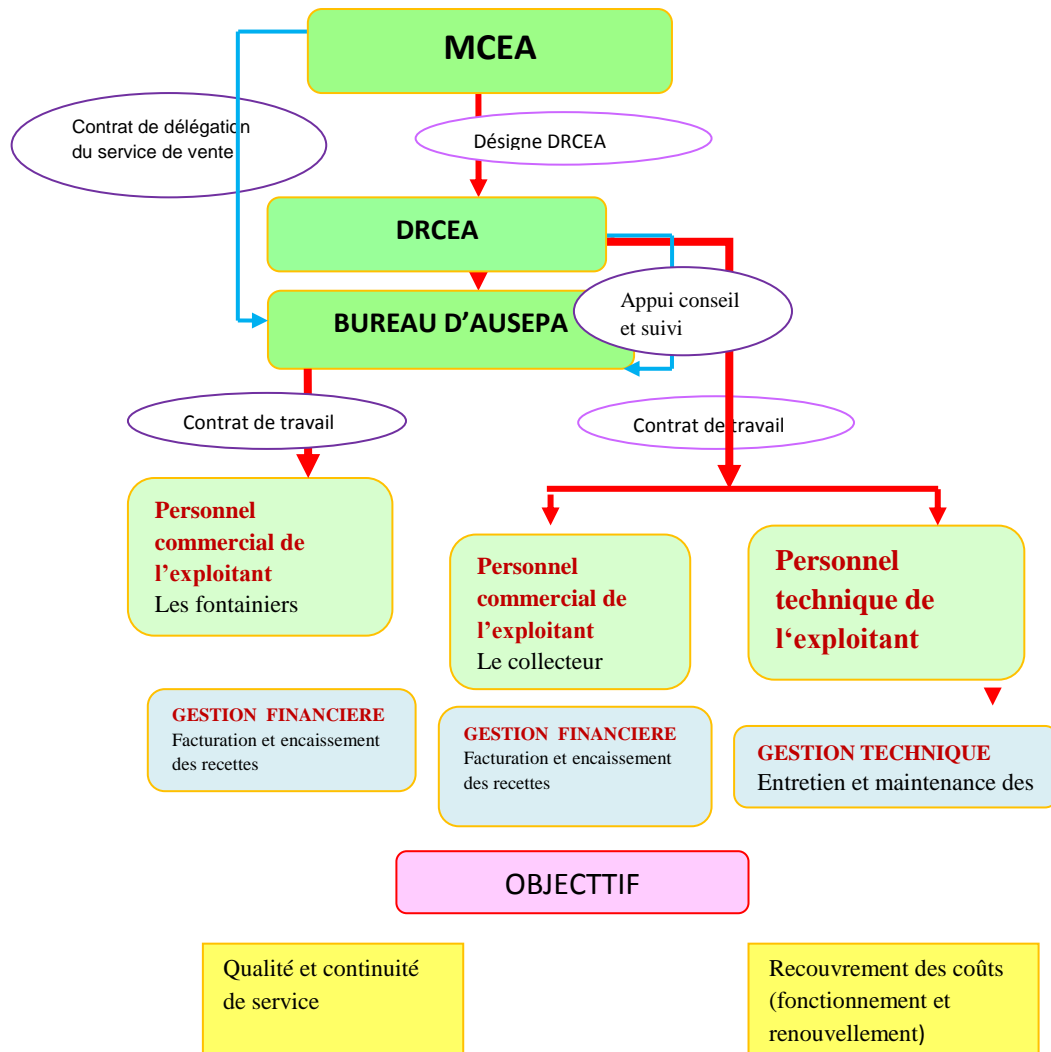 MCEA
Contrat de délégation
du service de vente
Désigne DRCEA
DRCEA
BUREAU D’AUSEPA
Appui conseil
et suivi
Contrat de travail
Contrat de travail
Personnel
commercial de
l’exploitant
Les fontainiers
Personnel
commercial de
l’exploitant
Le collecteur
Personnel
technique de
l‘exploitant
GESTION FINANCIERE
Facturation et encaissement
des recettes
GESTION FINANCIERE
Facturation et encaissement
des recettes
GESTION TECHNIQUE
Entretien et maintenance des
OBJECTTIF
Qualité et continuité
de service
Recouvrement des coûts
(fonctionnement et
renouvellement)